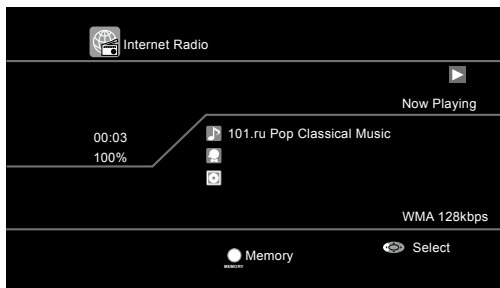 Internet Radio
Now Playing
00:03
101.ru Pop Classical Music
100%
WMA 128kbps
Memory
MEMORY
Select